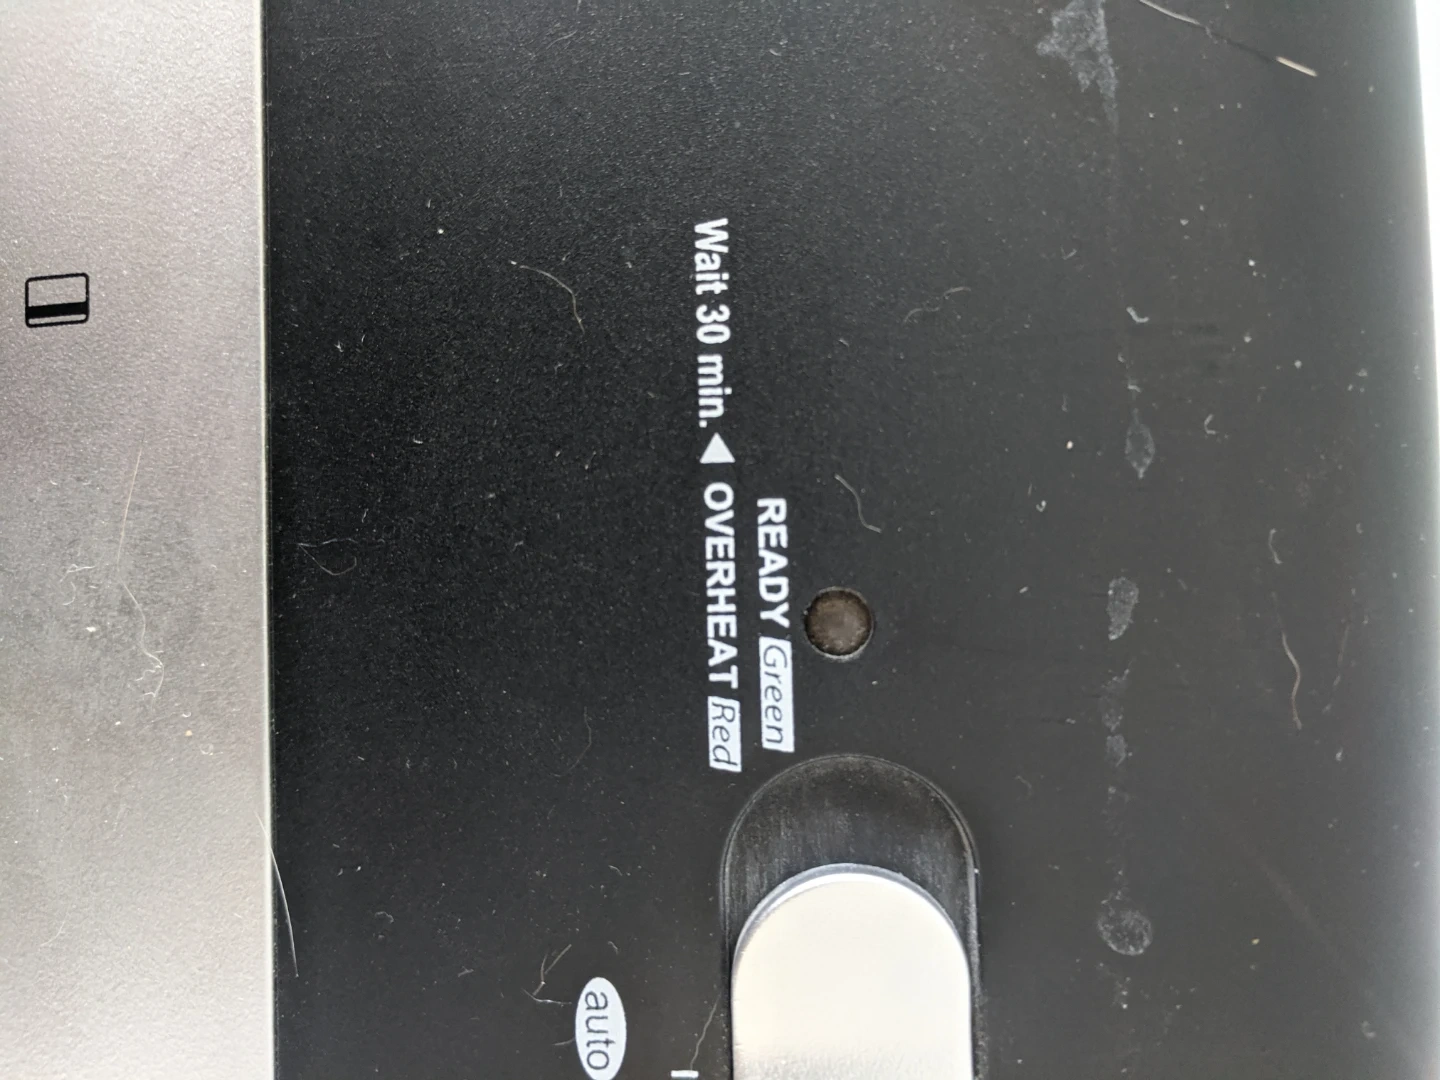 READY Green
Wait 30 min. ◀ OVERHEAT Red
auto